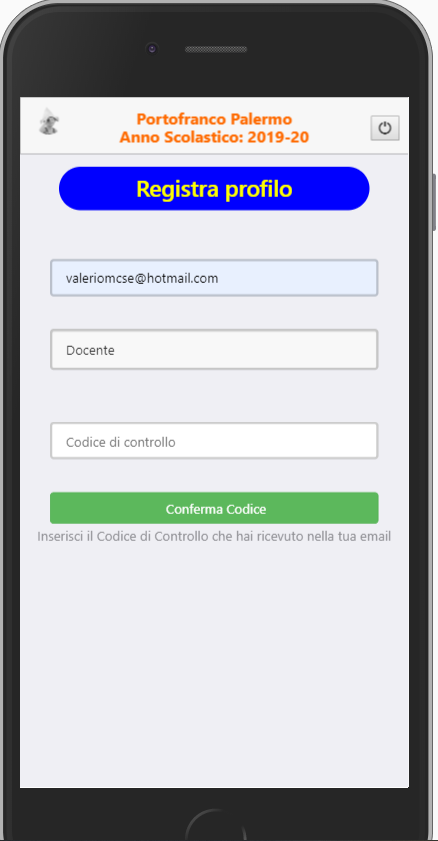 Portofranco Palermo
Anno Scolastico: 2019-20
Registra profilo
valeriomcse@hotmail.com
Docente
Codice di controllo
Conferma Codice
Inserisci il Codice di Controllo che hai ricevuto nella tua email